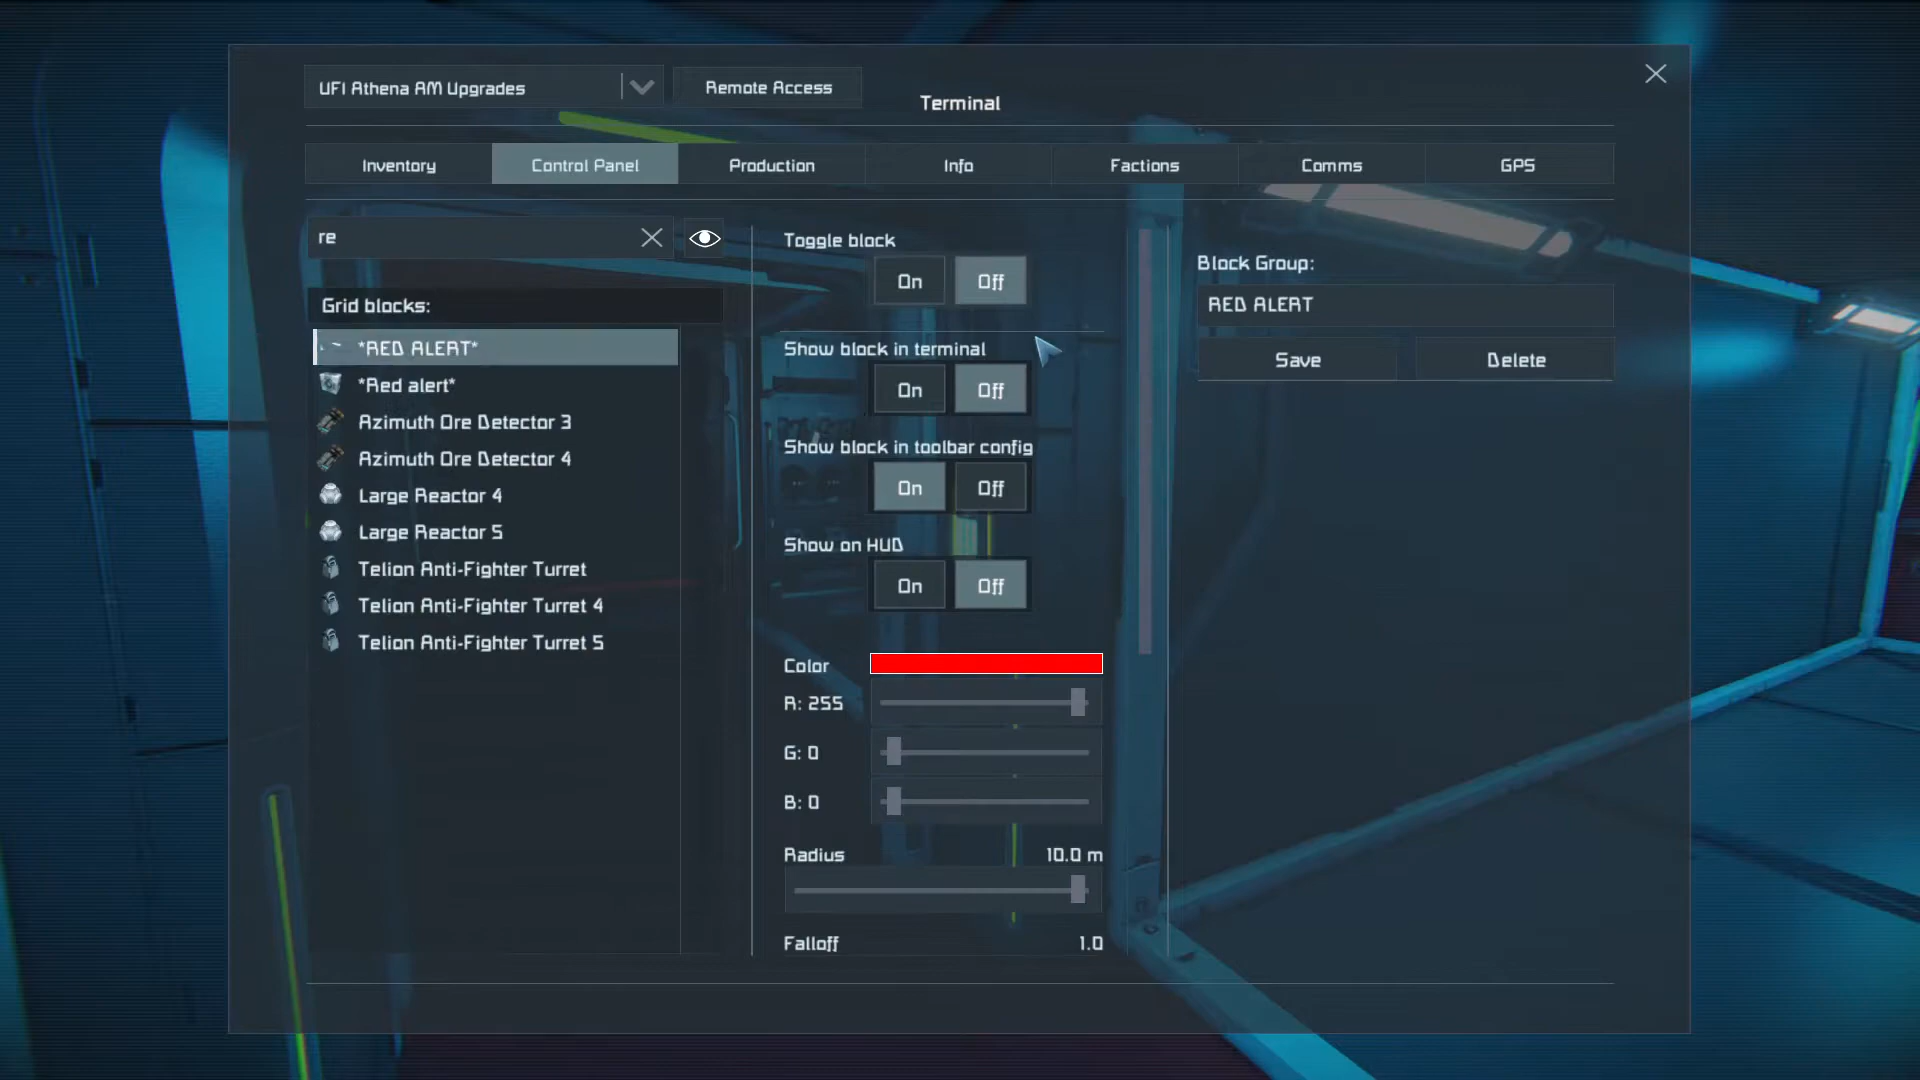 UFI Athena AM Upgrades
Remote Access
Terminal
Inventory
Control Panel
Production
Info
Factions
Comms
GPS
re
Grid blocks:
*RED ALERT*
*Red alert*
Azimuth Ore Detector 3
Azimuth Ore Detector 4
Large Reactor 4
Large Reactor 5
Telion Anti-Fighter Turret
Telion Anti-Fighter Turret 4
Telion Anti-Fighter Turret 5
Toggle block
On Off
Show block in terminal
On Off
Show block in toolbar config
On Off
Show on HUD
On Off
Color
R: 255
G: 0
B: 0
Radius 10.0 m
Falloff 1.0
Block Group:
RED ALERT
Save Delete